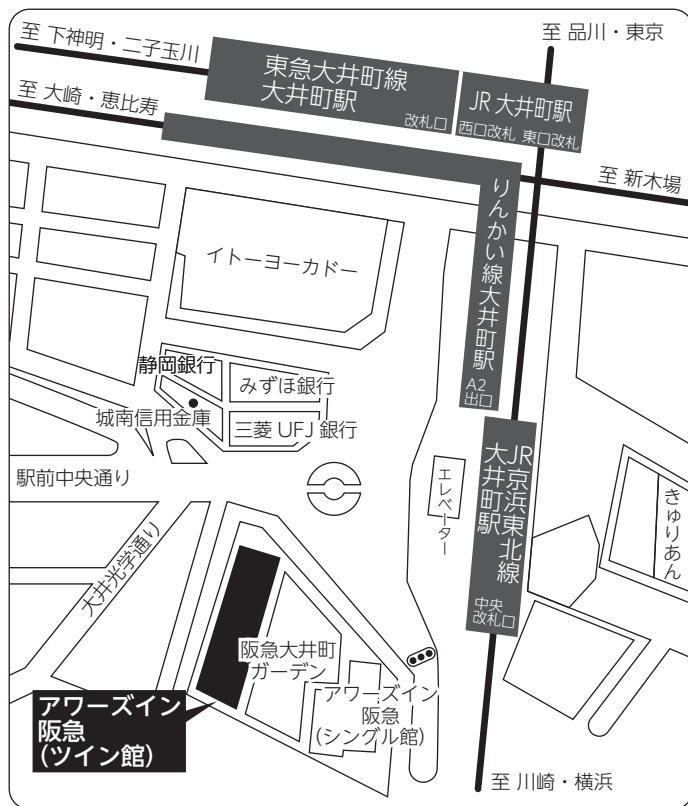 至 下神明・二子玉川
至 品川・東京
東急大井町線
大井町駅
改札口
JR 大井町駅
西口改札 東口改札
至 大崎・恵比寿
至 新木場
りんかい線大井町駅
A2
出口
イトーヨーカドー
静岡銀行
みずほ銀行
城南信用金庫
三菱 UFJ 銀行
駅前中央通り
エレベーター
JR京浜東北線
大井町駅
中央
改札口
きゅりあん
大井光学通り
阪急大井町
ガーデン
アワーズイン
阪急
(シングル館)
アワーズイン
阪急
(ツイン館)
至 川崎・横浜